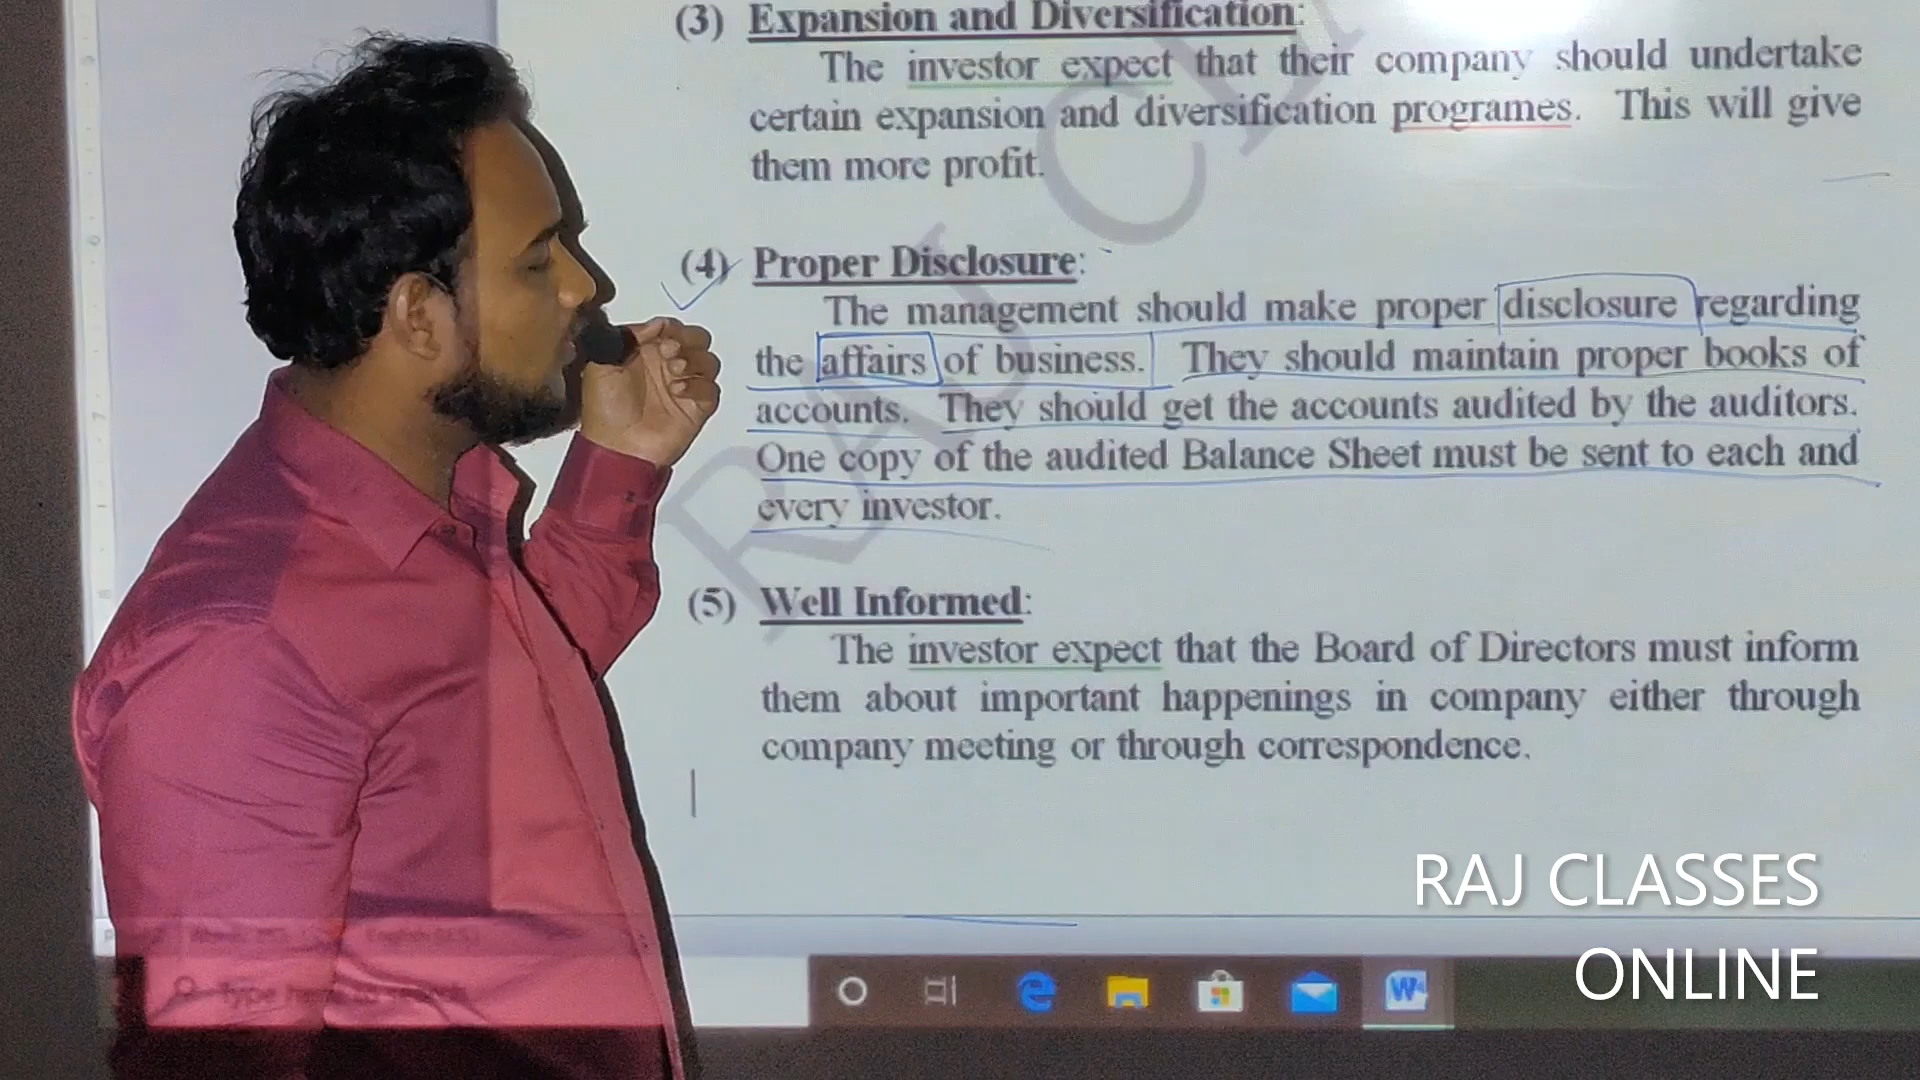 (3) Expansion and Diversification:
The investor expect that their company should undertake
certain expansion and diversification programes. This will give
them more profit.
(4) Proper Disclosure:
The management should make proper disclosure regarding
the affairs of business. They should maintain proper books of
accounts. They should get the accounts audited by the auditors.
One copy of the audited Balance Sheet must be sent to each and
every investor.
(5) Well Informed:
The investor expect that the Board of Directors must inform
them about important happenings in company either through
company meeting or through correspondence.
RAJ CLASSES
ONLINE
Type here to search
W